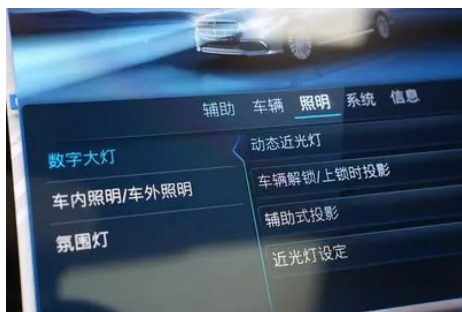 辅助 车辆 照明 系统 信息
数字大灯
车内照明/车外照明
氛围灯
动态近光灯
车辆解锁/上锁时投影
辅助式投影
近光灯设定